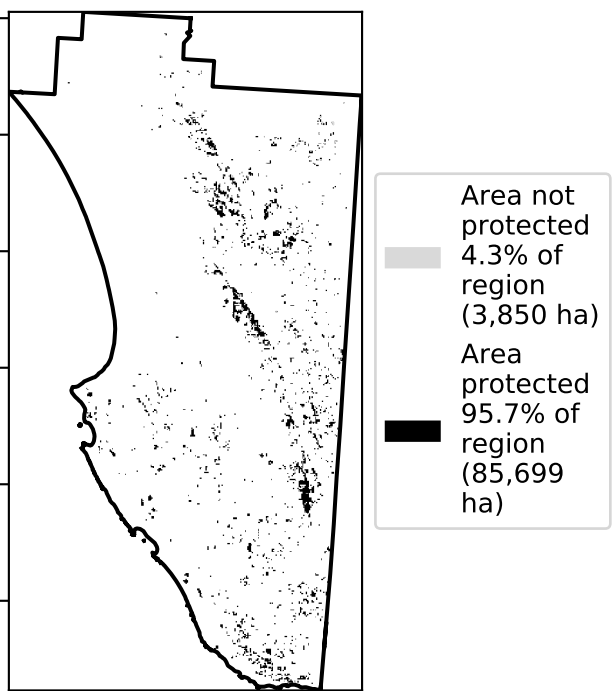 Area not
protected
4.3% of
region
(3,850 ha)
Area
protected
95.7% of
region
(85,699
ha)